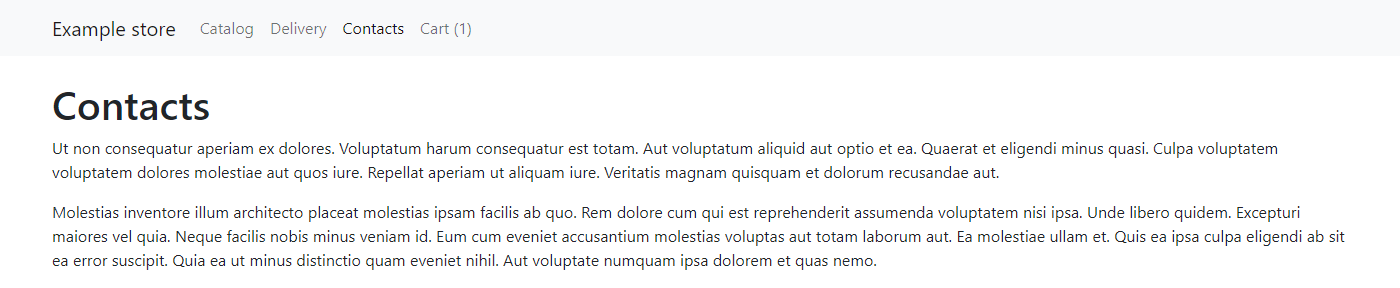 Example store Catalog Delivery Contacts Cart (1)
Contacts
Ut non consequatur aperiam ex dolores. Voluptatum harum consequatur est totam. Aut voluptatum aliquid aut optio et ea. Quaerat et eligendi minus quasi. Culpa voluptatem
voluptatem dolores molestiae aut quos iure. Repellat aperiam ut aliquam iure. Veritatis magnam quisquam et dolorum recusandae aut.
Molestias inventore illum architecto placeat molestias ipsam facilis ab quo. Rem dolore cum qui est reprehenderit assumenda voluptatem nisi ipsa. Unde libero quidem. Excepturi
maiores vel quia. Neque facilis nobis minus veniam id. Eum cum eveniet accusantium molestias voluptas aut totam laborum aut. Ea molestiae ullam et. Quis ea ipsa culpa eligendi ab sit
ea error suscipit. Quia ea ut minus distinctio quam eveniet nihil. Aut voluptate numquam ipsa dolorem et quas nemo.